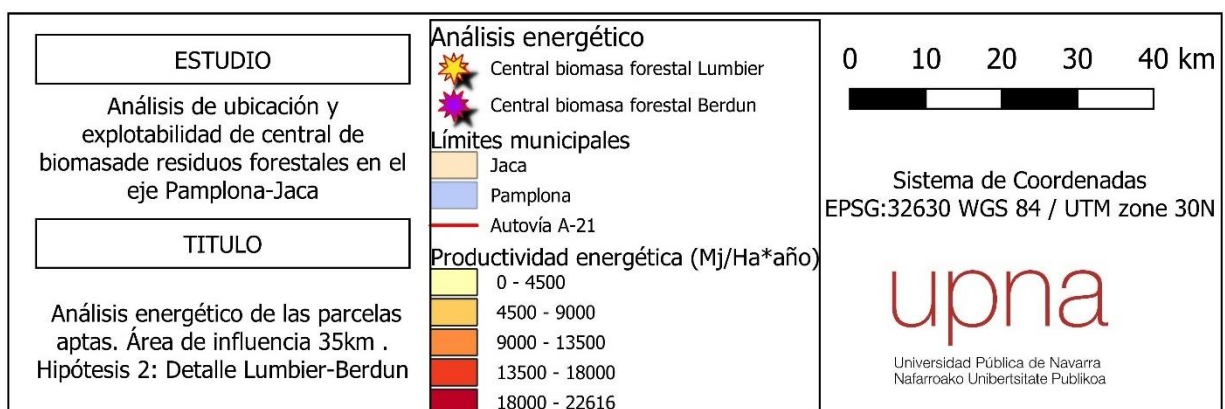 ESTUDIO
Análisis de ubicación y
explotabilidad de central de
biomasade residuos forestales en el
eje Pamplona-Jaca
TITULO
Análisis energético de las parcelas
aptas. Área de influencia 35km .
Hipótesis 2: Detalle Lumbier-Berdun
Análisis energético
Central biomasa forestal Lumbier
Central biomasa forestal Berdun
Límites municipales
Jaca
Pamplona
Autovía A-21
Productividad energética (Mj/Ha*año)
0 - 4500
4500 - 9000
9000 - 13500
13500 - 18000
18000 - 22616
0 10 20 30 40 km
Sistema de Coordenadas
EPSG:32630 WGS 84 / UTM zone 30N
upna
Universidad Pública de Navarra
Nafarroako Unibertsitate Publikoa